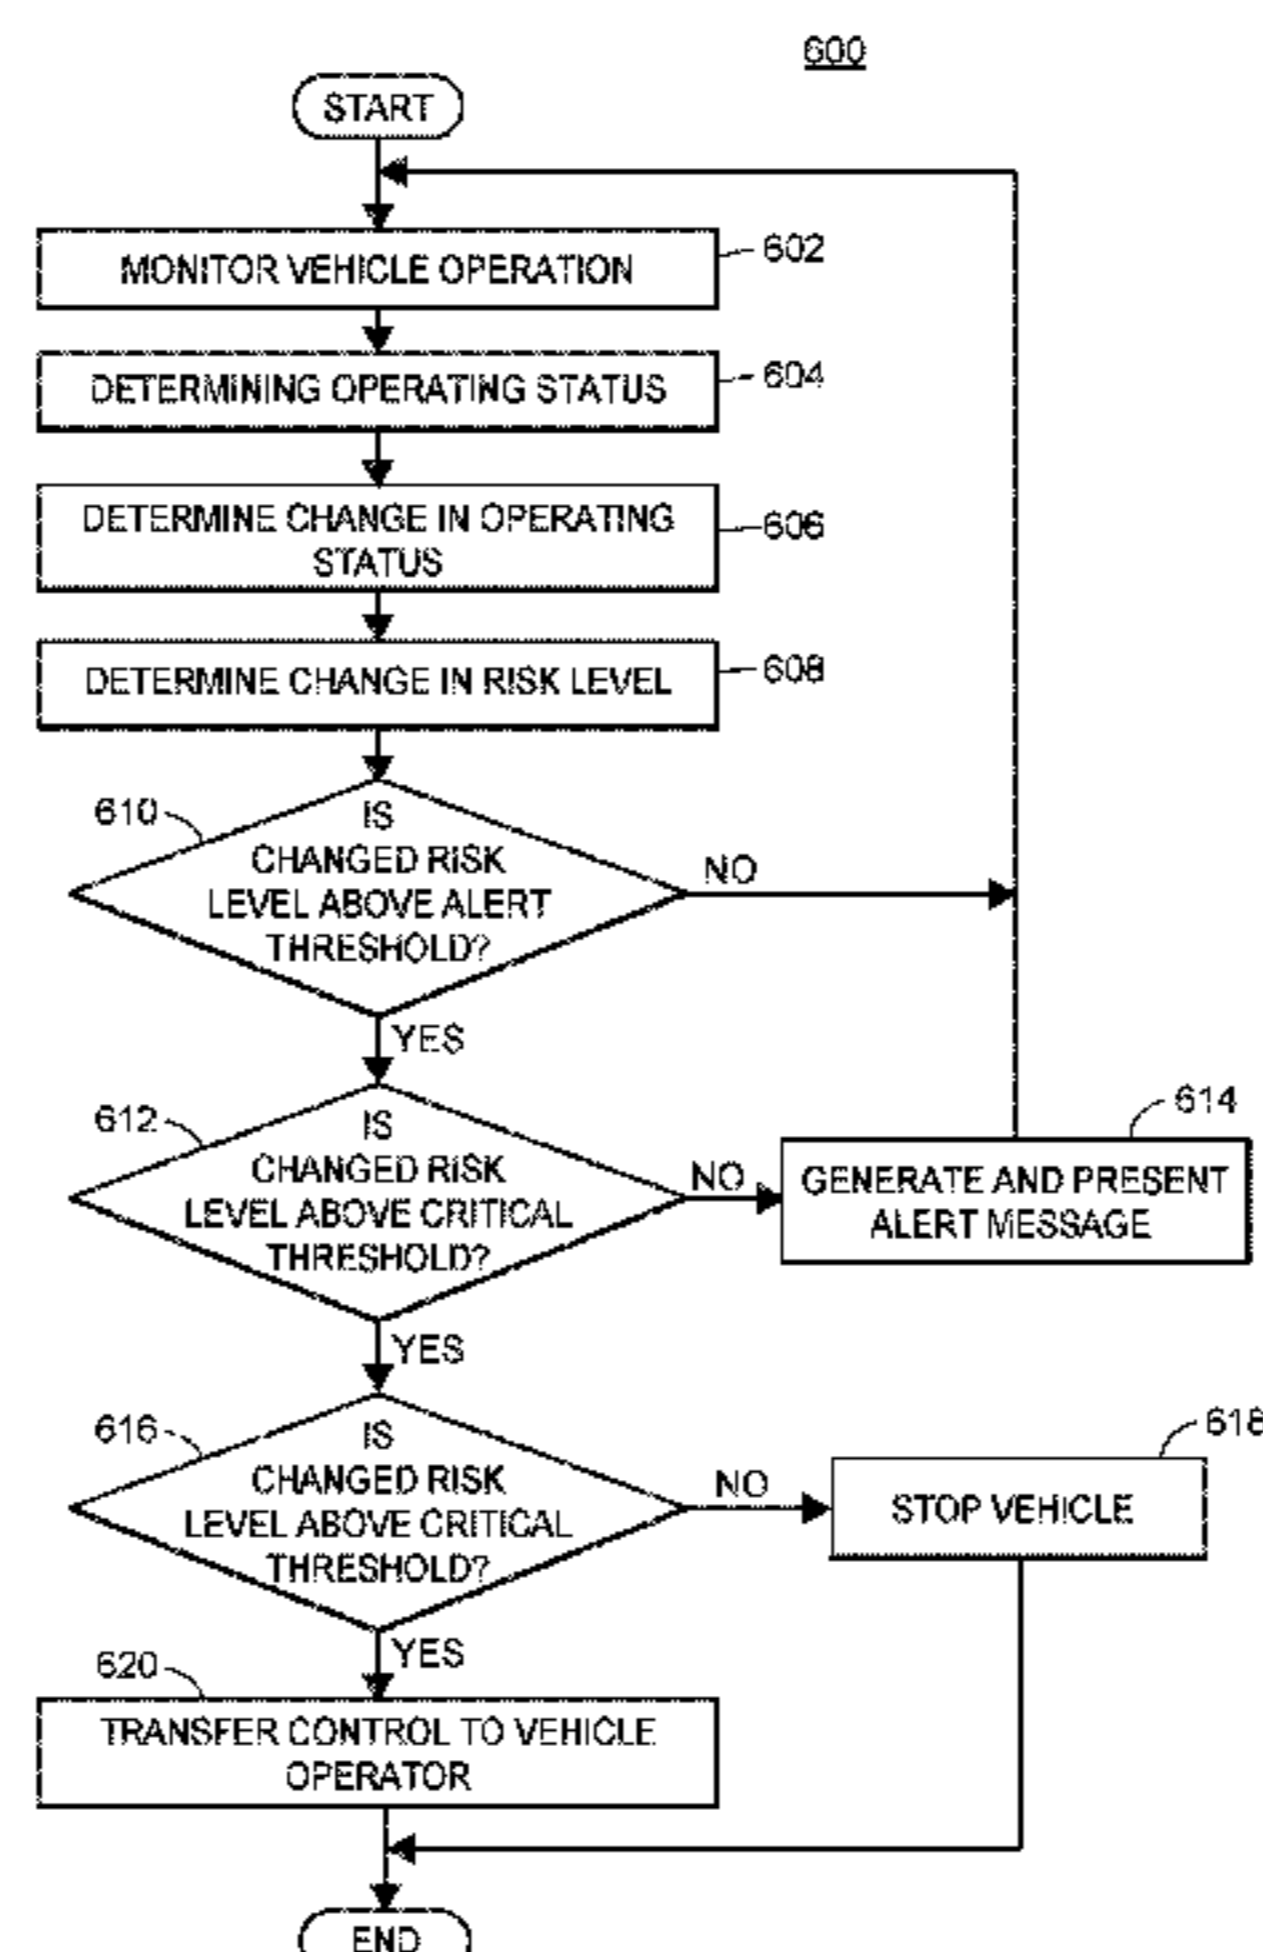 600
START
MONITOR VEHICLE OPERATION
602
DETERMINING OPERATING STATUS
604
DETERMINE CHANGE IN OPERATING
STATUS
606
DETERMINE CHANGE IN RISK LEVEL
608
610
IS
CHANGED RISK
LEVEL ABOVE ALERT
THRESHOLD?
NO
YES
612
IS
CHANGED RISK
LEVEL ABOVE CRITICAL
THRESHOLD?
NO
614
GENERATE AND PRESENT
ALERT MESSAGE
YES
616
IS
CHANGED RISK
LEVEL ABOVE CRITICAL
THRESHOLD?
NO
618
STOP VEHICLE
YES
620
TRANSFER CONTROL TO VEHICLE
OPERATOR
END